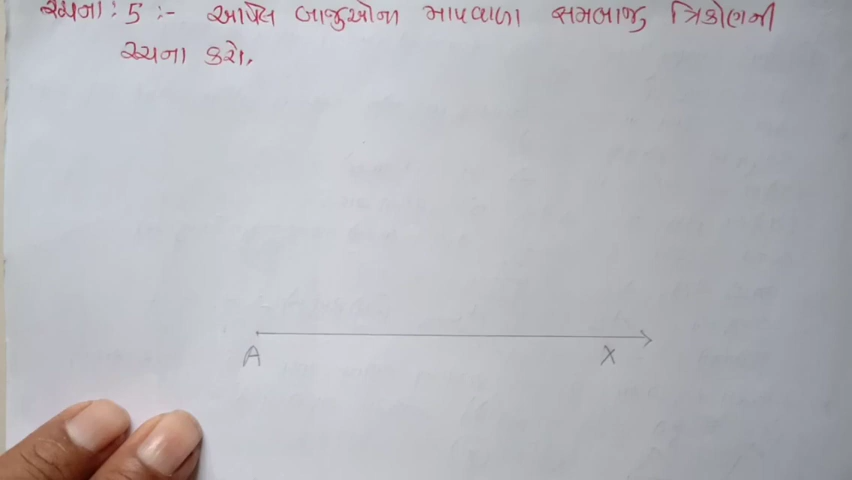 રચના : 5 :- આપેલ બાજુઓના માપવાળા સમબાજુ ત્રિકોણની
રચના કરો.
A X